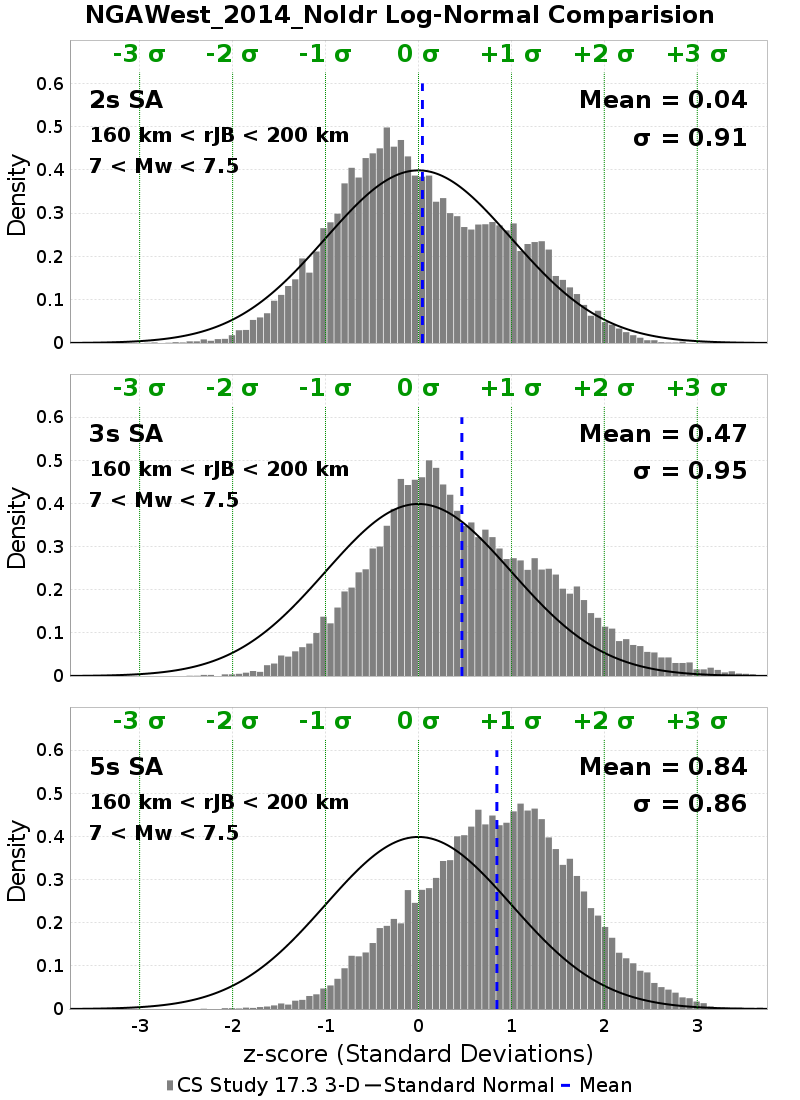 NGAWest_2014_NoIdr Log-Normal Comparision
-3 σ -2 σ -1 σ 0 σ +1 σ +2 σ +3 σ
0.6
2s SA Mean = 0.04
0.5
160 km < rJB < 200 km σ = 0.91
0.4
7 < Mw < 7.5
Density
0.3
0.2
0.1
0
-3 σ -2 σ -1 σ 0 σ +1 σ +2 σ +3 σ
0.6
3s SA Mean = 0.47
0.5
160 km < rJB < 200 km σ = 0.95
0.4
7 < Mw < 7.5
Density
0.3
0.2
0.1
0
-3 σ -2 σ -1 σ 0 σ +1 σ +2 σ +3 σ
0.6
5s SA Mean = 0.84
0.5
160 km < rJB < 200 km σ = 0.86
0.4
7 < Mw < 7.5
Density
0.3
0.2
0.1
0
-3 -2 -1 0 1 2 3
z-score (Standard Deviations)
CS Study 17.3 3-D Standard Normal Mean